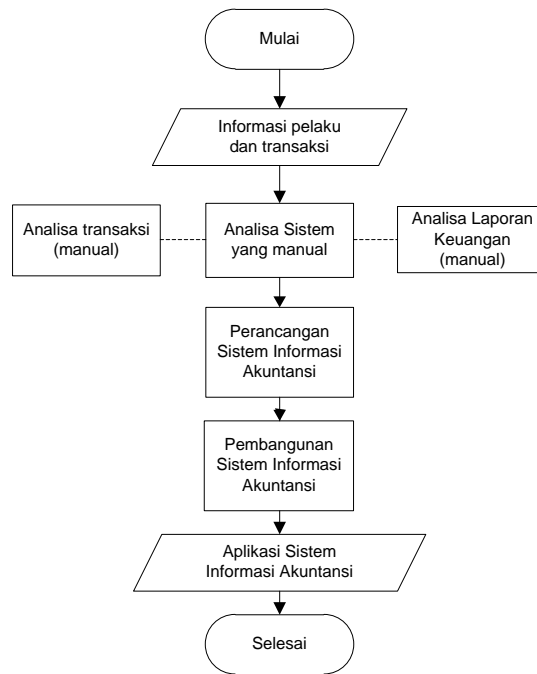 Mulai
Informasi pelaku
dan transaksi
Analisa transaksi
(manual)
Analisa Sistem
yang manual
Analisa Laporan
Keuangan
(manual)
Perancangan
Sistem Informasi
Akuntansi
Pembangunan
Sistem Informasi
Akuntansi
Aplikasi Sistem
Informasi Akuntansi
Selesai